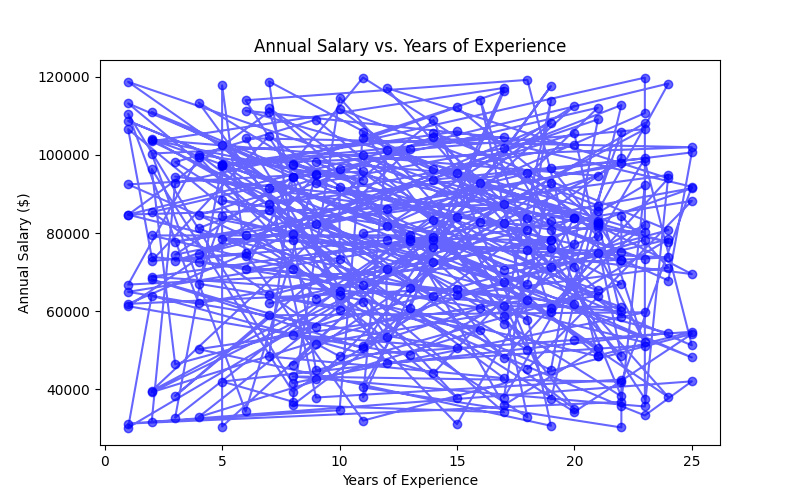 Annual Salary vs. Years of Experience
120000
100000
80000
60000
40000
Annual Salary ($)
0 5 10 15 20 25
Years of Experience